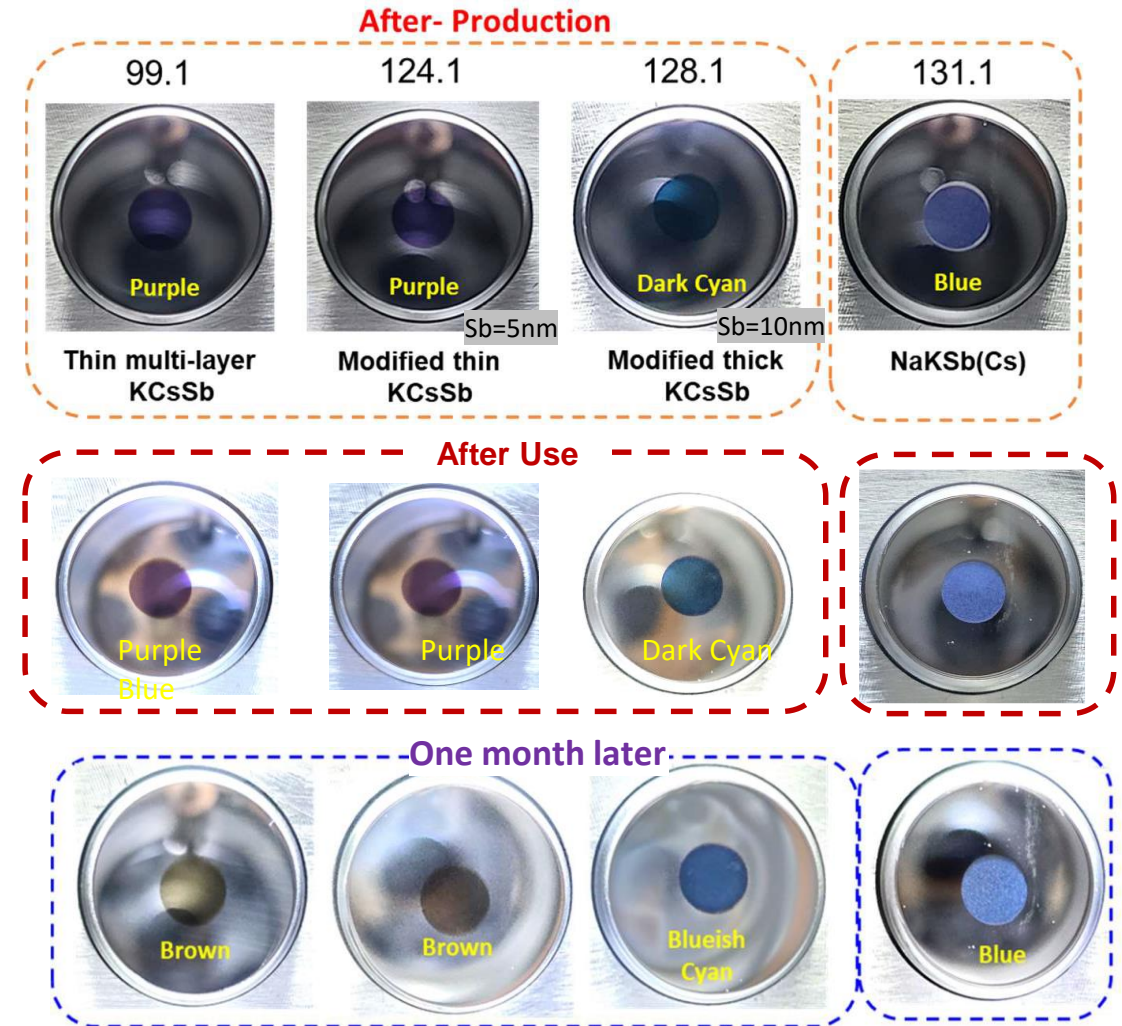 After- Production
99.1
124.1
128.1
131.1
Purple
Purple
Dark Cyan
Blue
Sb=5nm
Sb=10nm
Thin multi-layer
KCsSb
Modified thin
KCsSb
Modified thick
KCsSb
NaKSb(Cs)
After Use
Purple
Blue
Purple
Dark Cyan
One month later
Brown
Brown
Blueish
Cyan
Blue